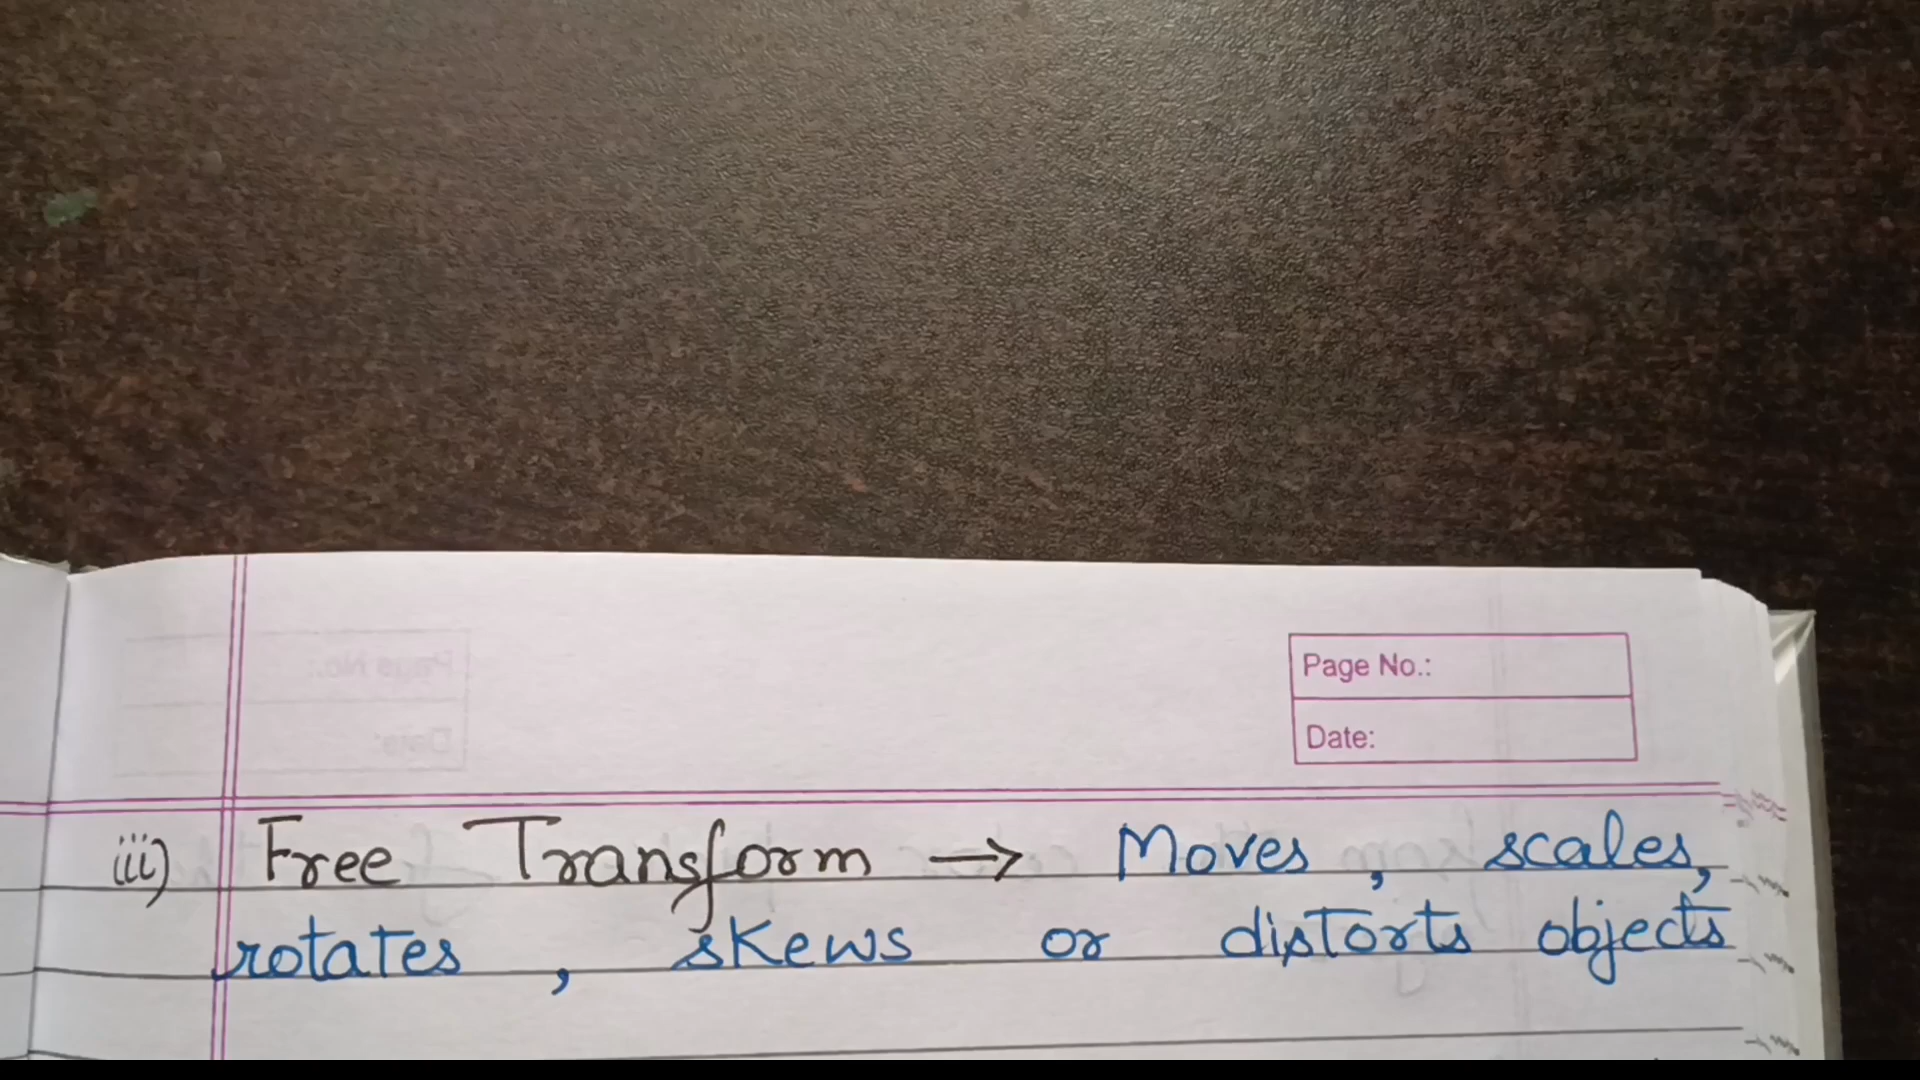 Page No.:
Date:
iii) Free Transform → Moves, scales,
rotates, skews or distorts objects